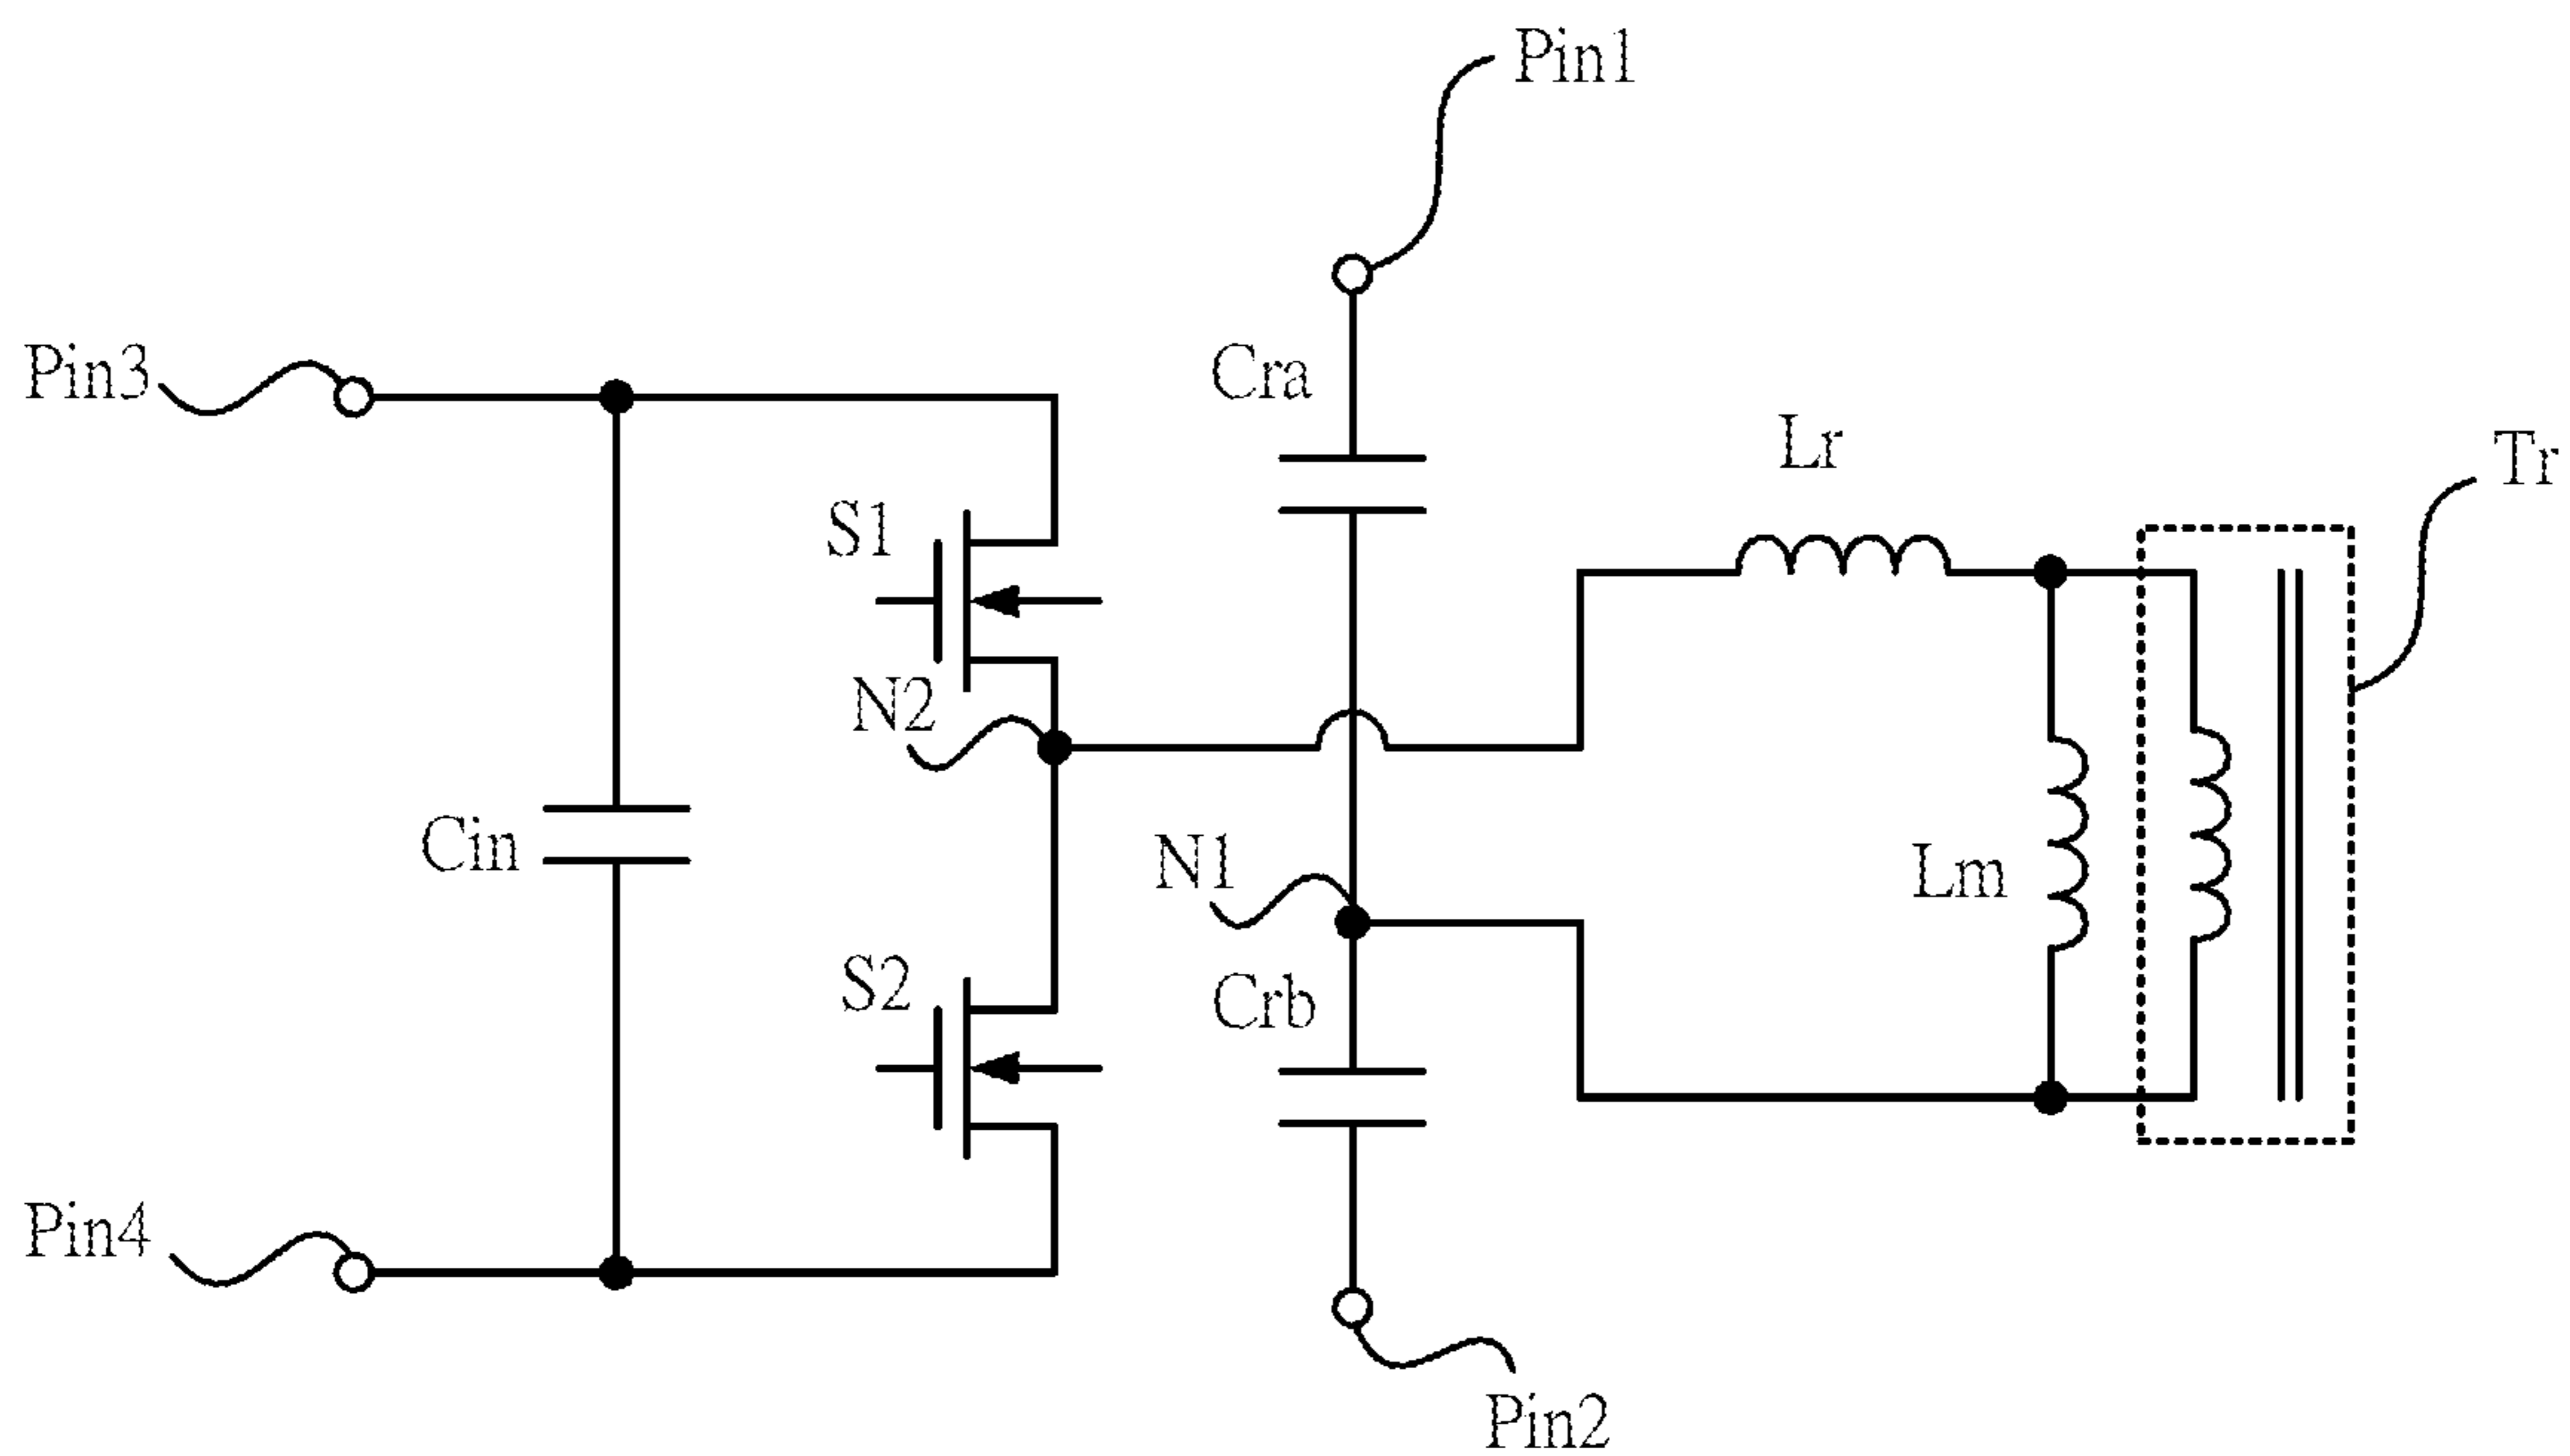 Pin1
Pin3
Cra
Lr
Tr
S1
N2
Cin
N1
Lm
S2
Crb
Pin4
Pin2